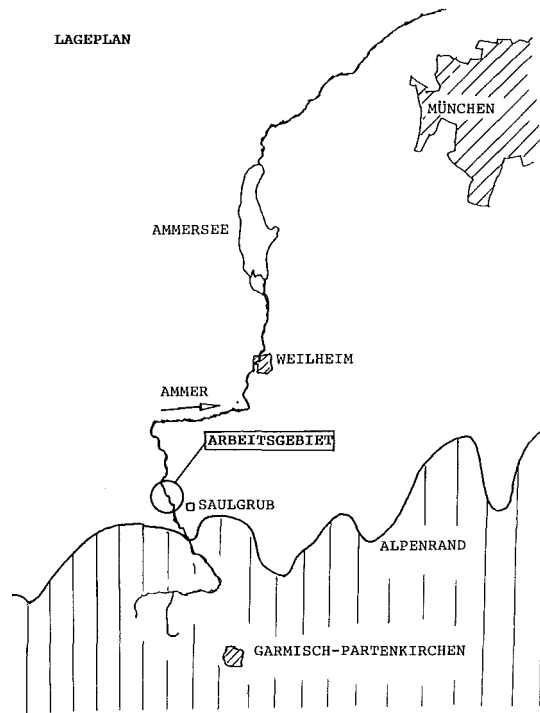 LAGEPLAN
MÜNCHEN
AMMERSEE
WEILHEIM
AMMER
ARBEITSGEBIET
SAULGRUB
ALPENRAND
GARMISCH-PARTENKIRCHEN